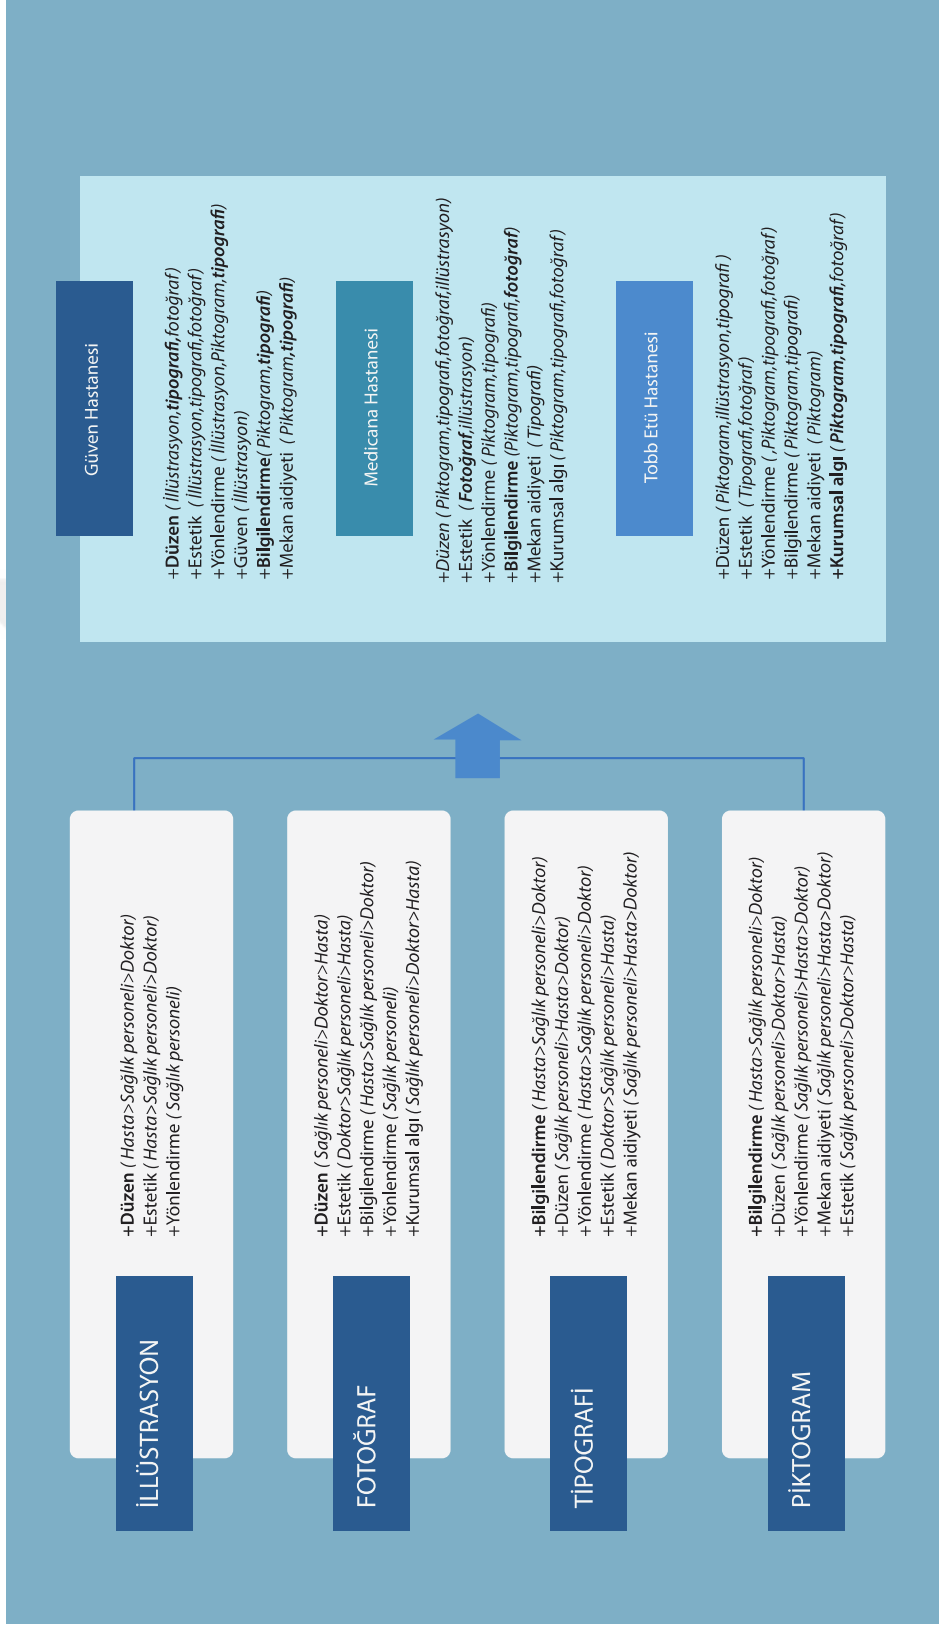 İLLÜSTRASYON
+Düzen ( Hasta>Sağlık personeli>Doktor)
+Estetik ( Hasta>Sağlık personeli>Doktor)
+Yönlendirme ( Sağlık personeli)
FOTOĞRAF
+Düzen ( Sağlık personeli>Doktor>Hasta)
+Estetik ( Doktor>Sağlık personeli>Hasta)
+Bilgilendirme ( Hasta>Sağlık personeli>Doktor)
+Yönlendirme ( Sağlık personeli)
+Kurumsal algı ( Sağlık personeli>Doktor>Hasta)
TİPOGRAFİ
+Bilgilendirme ( Hasta>Sağlık personeli>Doktor)
+Düzen ( Sağlık personeli>Hasta>Doktor)
+Yönlendirme ( Hasta>Sağlık personeli>Doktor)
+Estetik ( Doktor>Sağlık personeli>Hasta)
+Mekan aidiyeti ( Sağlık personeli>Hasta>Doktor)
PİKTOGRAM
+Bilgilendirme ( Hasta>Sağlık personeli>Doktor)
+Düzen ( Sağlık personeli>Doktor>Hasta)
+Yönlendirme ( Sağlık personeli>Hasta>Doktor)
+Mekan aidiyeti ( Sağlık personeli>Hasta>Doktor)
+Estetik ( Sağlık personeli>Doktor>Hasta)
Güven Hastanesi
+Düzen ( İllüstrasyon,tipografi,fotoğraf)
+Estetik ( İllüstrasyon,tipografi,fotoğraf)
+Yönlendirme ( İllüstrasyon,Piktogram,tipografi)
+Güven ( İllüstrasyon)
+Bilgilendirme( Piktogram,tipografi)
+Mekan aidiyeti ( Piktogram,tipografi)
Medicana Hastanesi
+Düzen ( Piktogram,tipografi,fotoğraf,illüstrasyon)
+Estetik ( Fotoğraf,illüstrasyon)
+Yönlendirme ( Piktogram,tipografi)
+Bilgilendirme (Piktogram,tipografi,fotoğraf)
+Mekan aidiyeti ( Tipografi)
+Kurumsal algı ( Piktogram,tipografi,fotoğraf)
Tobb Etü Hastanesi
+Düzen ( Piktogram,illüstrasyon,tipografi )
+Estetik ( Tipografi,fotoğraf)
+Yönlendirme ( ,Piktogram,tipografi,fotoğraf)
+Bilgilendirme ( Piktogram,tipografi)
+Mekan aidiyeti ( Piktogram)
+Kurumsal algı ( Piktogram,tipografi,fotoğraf)